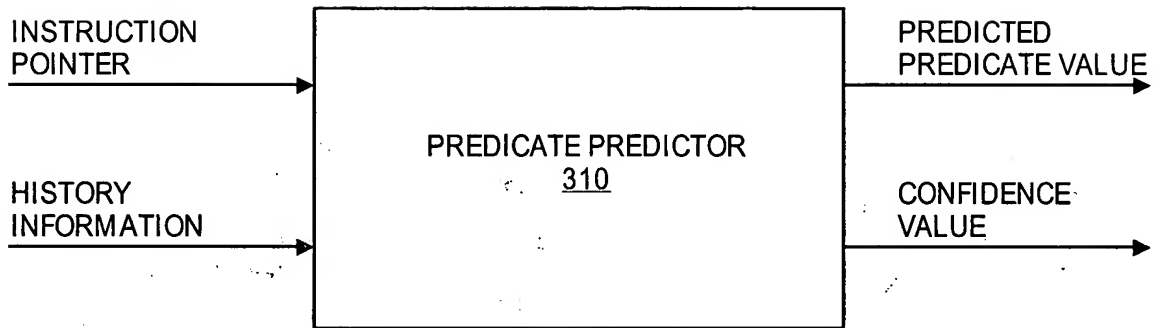 INSTRUCTION
POINTER
HISTORY
INFORMATION
PREDICATE PREDICTOR
310
PREDICTED
PREDICATE VALUE
CONFIDENCE
VALUE